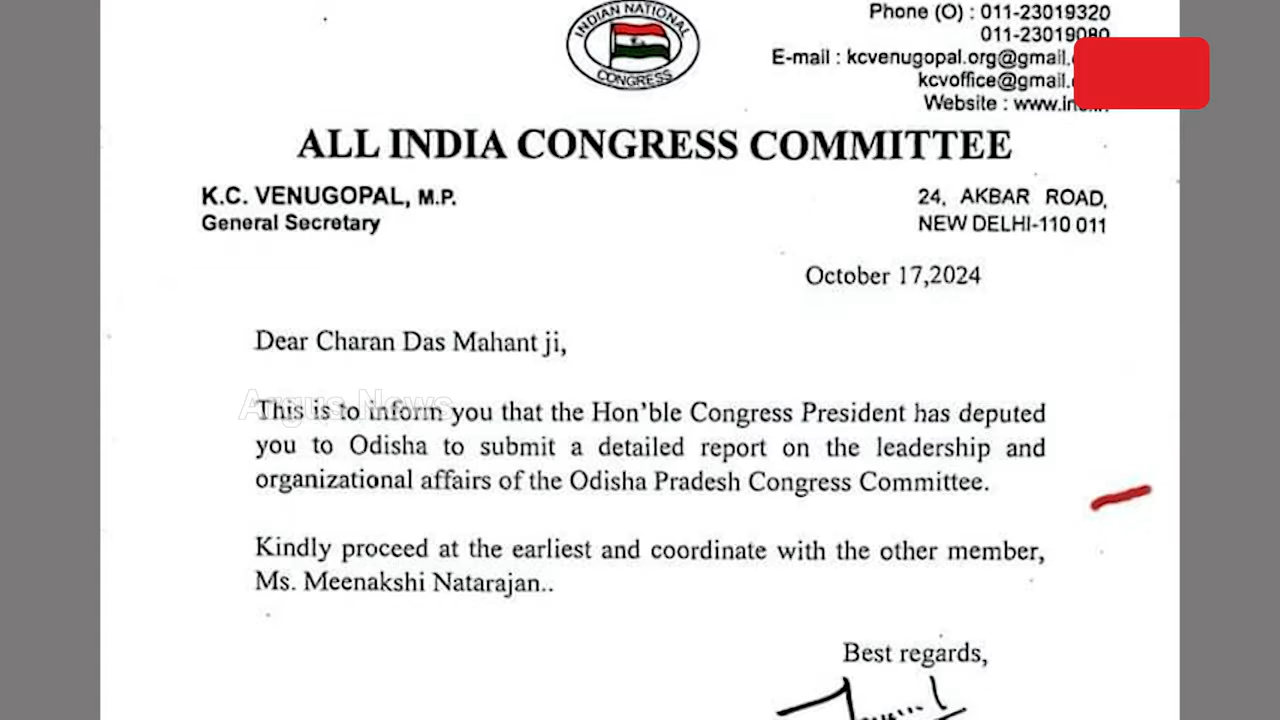 INDIAN NATIONAL
CONGRESS
Phone (O) : 011-23019320
011-23019080
E-mail : kcvenugopal.org@gmail.
kcvoffice@gmail.
Website :
ALL INDIA CONGRESS COMMITTEE
K.C. VENUGOPAL, M.P.
General Secretary
24, AKBAR ROAD,
NEW DELHI-110 011
October 17,2024
Dear Charan Das Mahant ji,
Argus News
This is to inform you that the Hon’ble Congress President has deputed
you to Odisha to submit a detailed report on the leadership and
organizational affairs of the Odisha Pradesh Congress Committee.
Kindly proceed at the earliest and coordinate with the other member,
Ms. Meenakshi Natarajan..
Best regards,